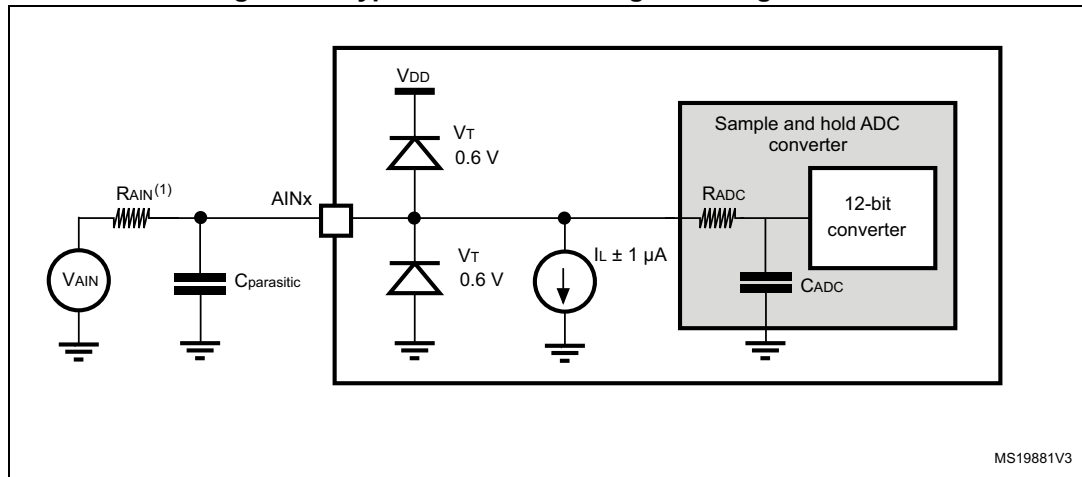 VDD
Sample and hold ADC
converter
VT
0.6 V
RAIN(1)
AINx
RADC
12-bit
converter
VAIN
Cparasitic
VT
0.6 V
IL ± 1 µA
CADC
MS19881V3